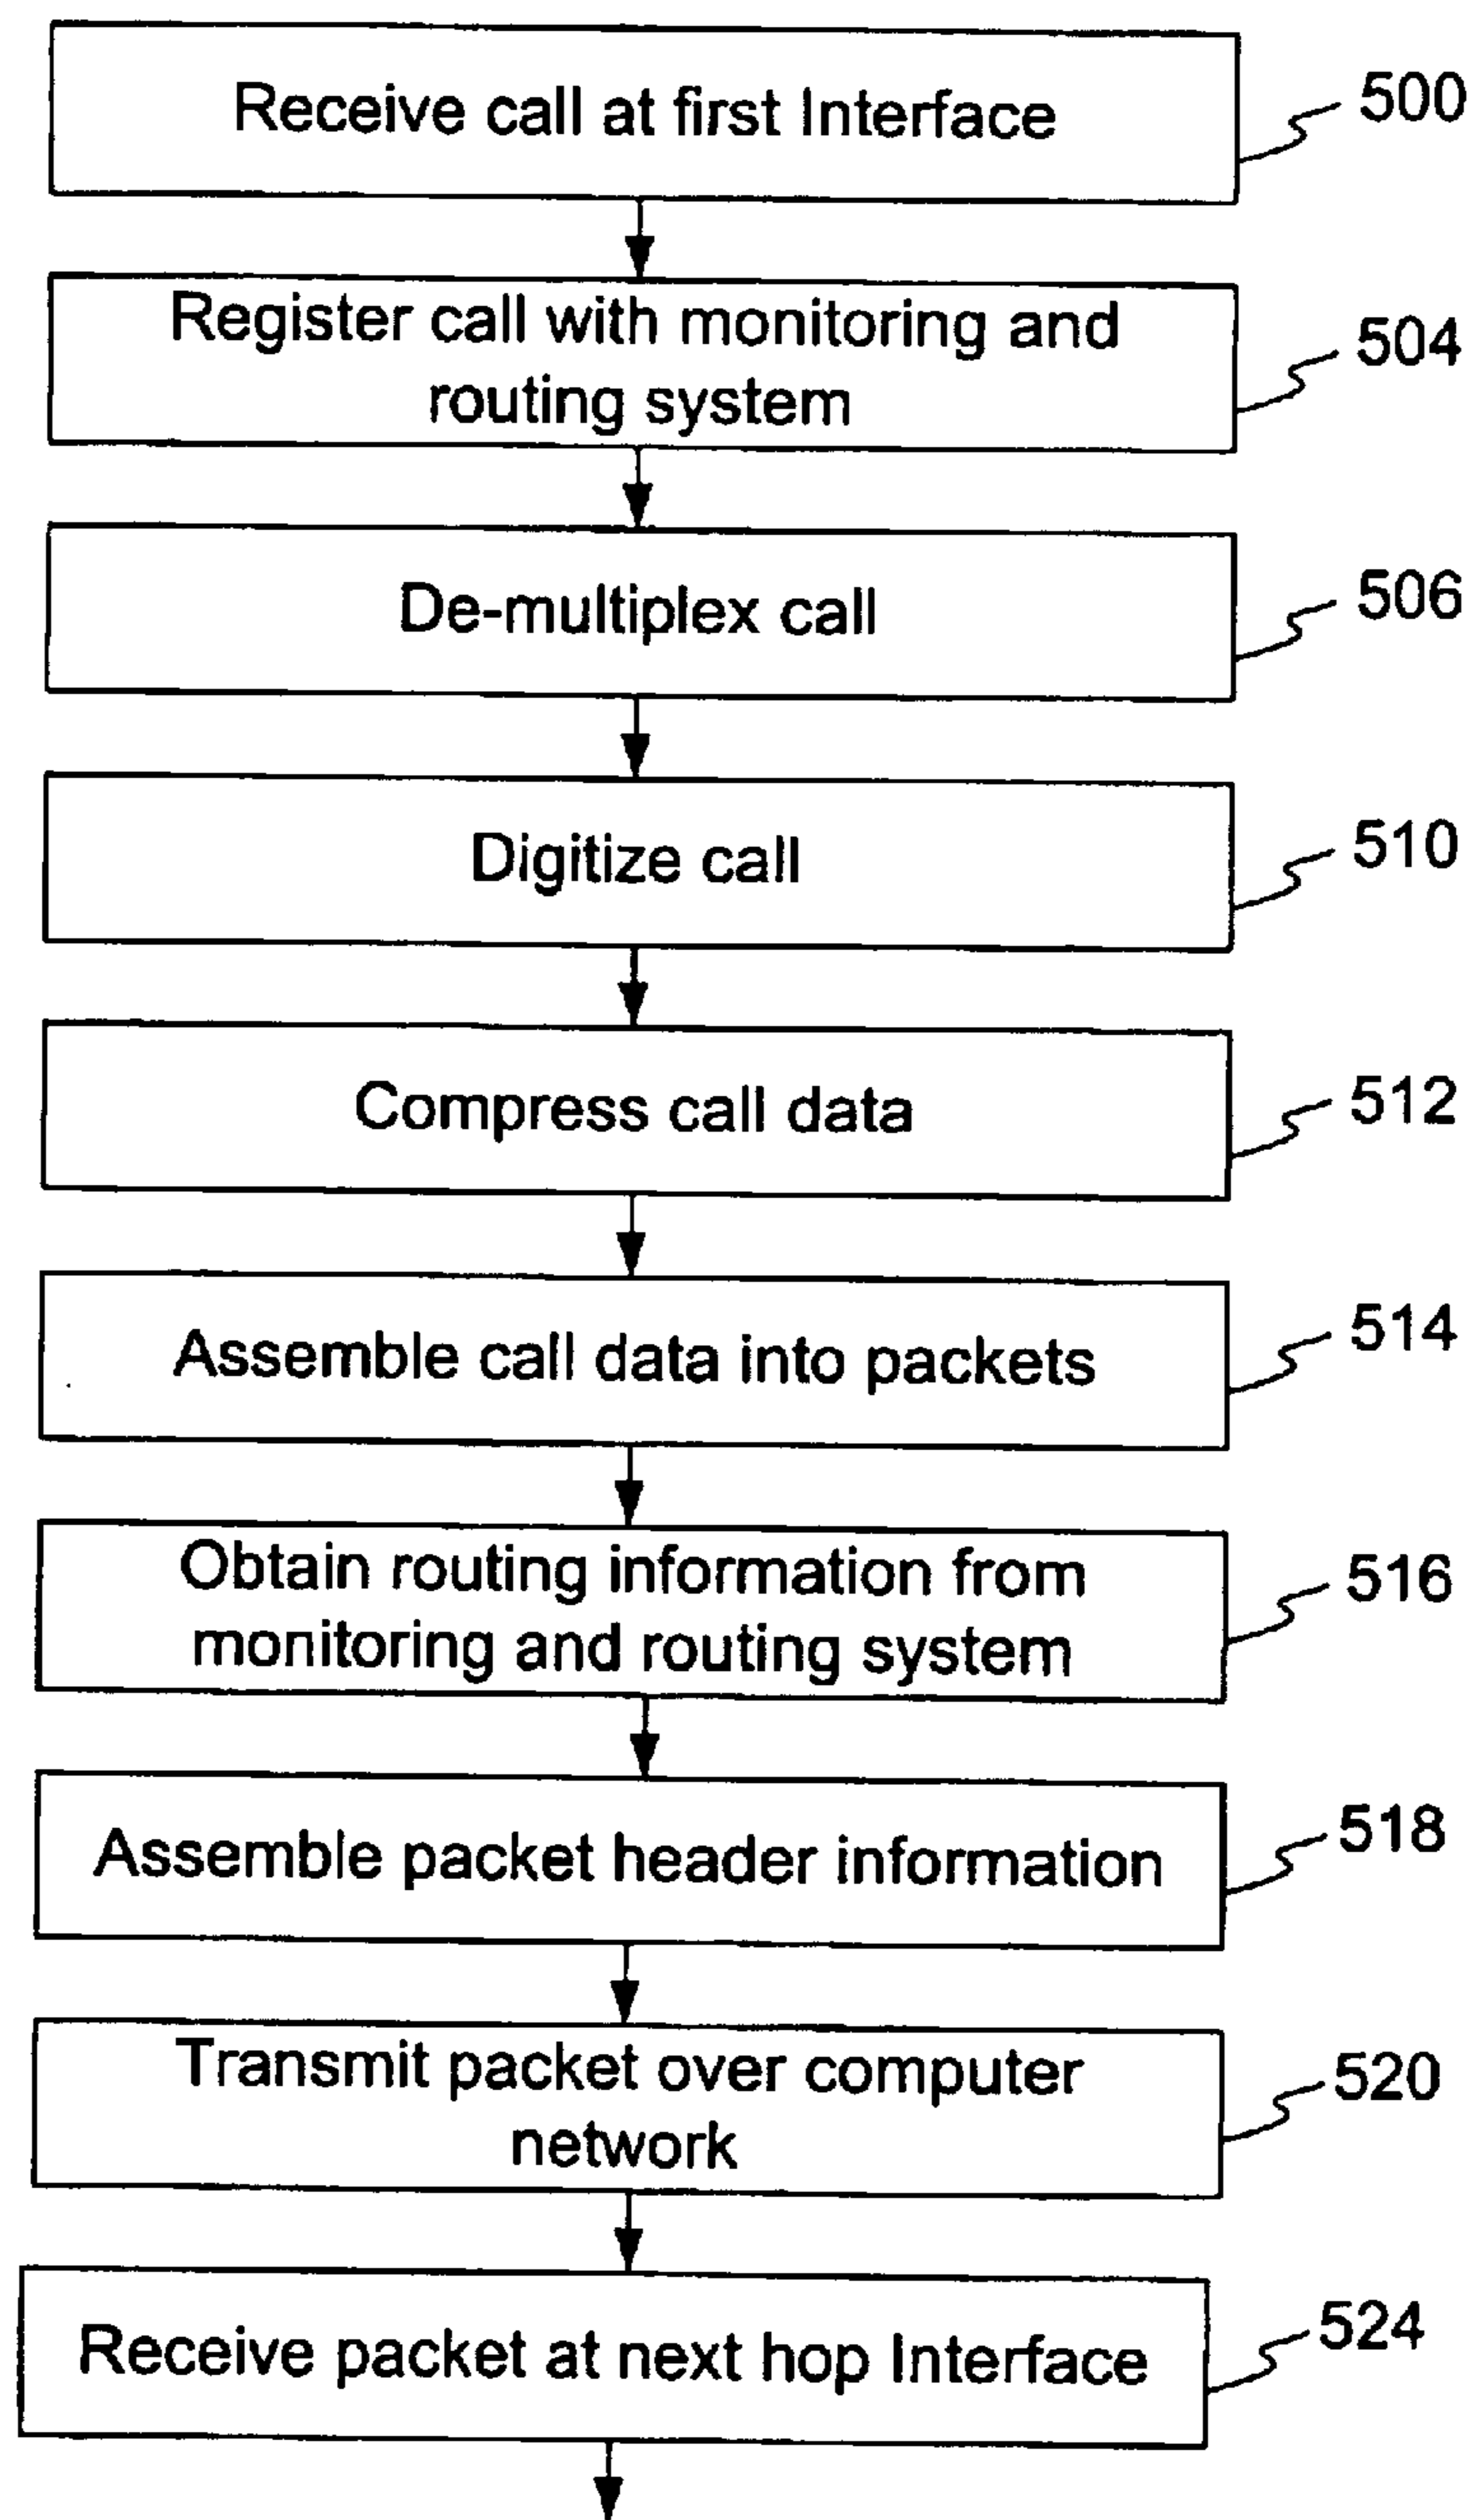 Receive call at first Interface
500
Register call with monitoring and
routing system
504
De-multiplex call
506
Digitize call
510
Compress call data
512
Assemble call data into packets
514
Obtain routing information from
monitoring and routing system
516
Assemble packet header information
518
Transmit packet over computer
network
520
Receive packet at next hop Interface
524